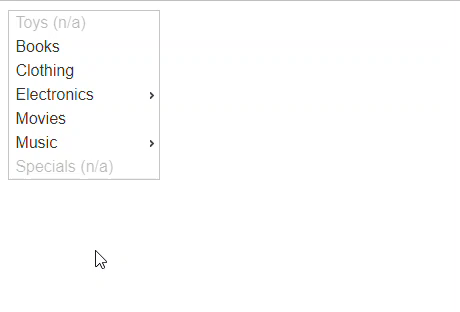 Toys (n/a)
Books
Clothing
Electronics
Movies
Music
Specials (n/a)